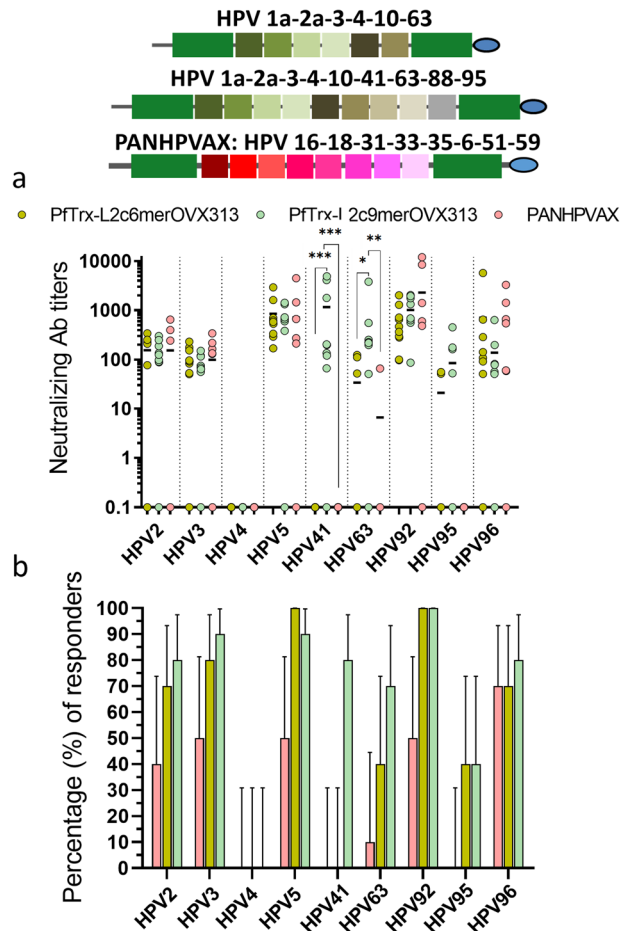 HPV 1a-2a-3-4-10-63
HPV 1a-2a-3-4-10-41-63-88-95
PANHPVAX: HPV 16-18-31-33-35-6-51-59
a
PfTrx-L2c6merOVX313 PfTrx-L2c9merOVX313 PANHPVAX
*** *** * **
Neutralizing Ab titers
10000
1000
100
10
1
0.1
HPV2 HPV3 HPV4 HPV5 HPV41 HPV63 HPV92 HPV95 HPV96
b
Percentage (%) of responders
100
90
80
70
60
50
40
30
20
10
0
HPV2 HPV3 HPV4 HPV5 HPV41 HPV63 HPV92 HPV95 HPV96